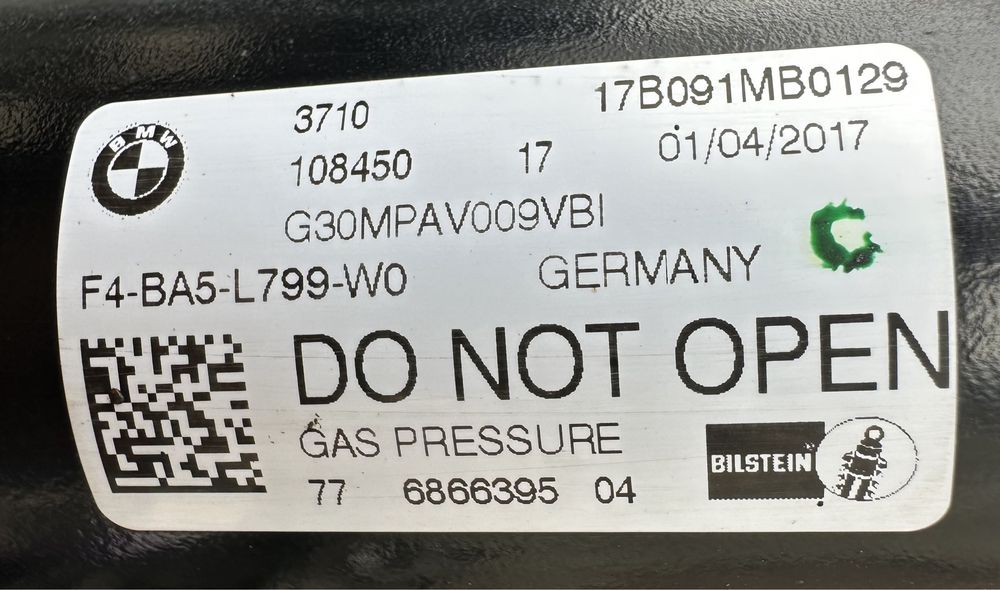 BMW
3710
17B091MB0129
108450 17 01/04/2017
G30MPAV009VBI
F4-BA5-L799-W0 GERMANY
C
DO NOT OPEN
GAS PRESSURE
BILSTEIN
77 6866395 04